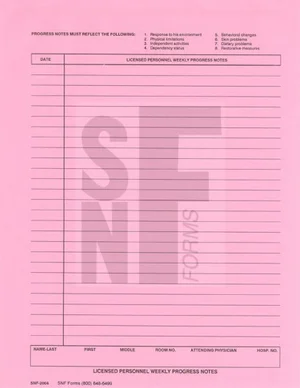 PROGRESS NOTES MUST REFLECT THE FOLLOWING:
1. Response to his environment
2. Physical limitations
3. Independent activities
4. Dependency status
5. Behavioral changes
6. Skin problems
7. Dietary problems
8. Restorative measures
DATE LICENSED PERSONNEL WEEKLY PROGRESS NOTES
SNF
FORMS
NAME-LAST FIRST MIDDLE ROOM NO. ATTENDING PHYSICIAN HOSP. NO.
LICENSED PERSONNEL WEEKLY PROGRESS NOTES
SNF Forms (800)